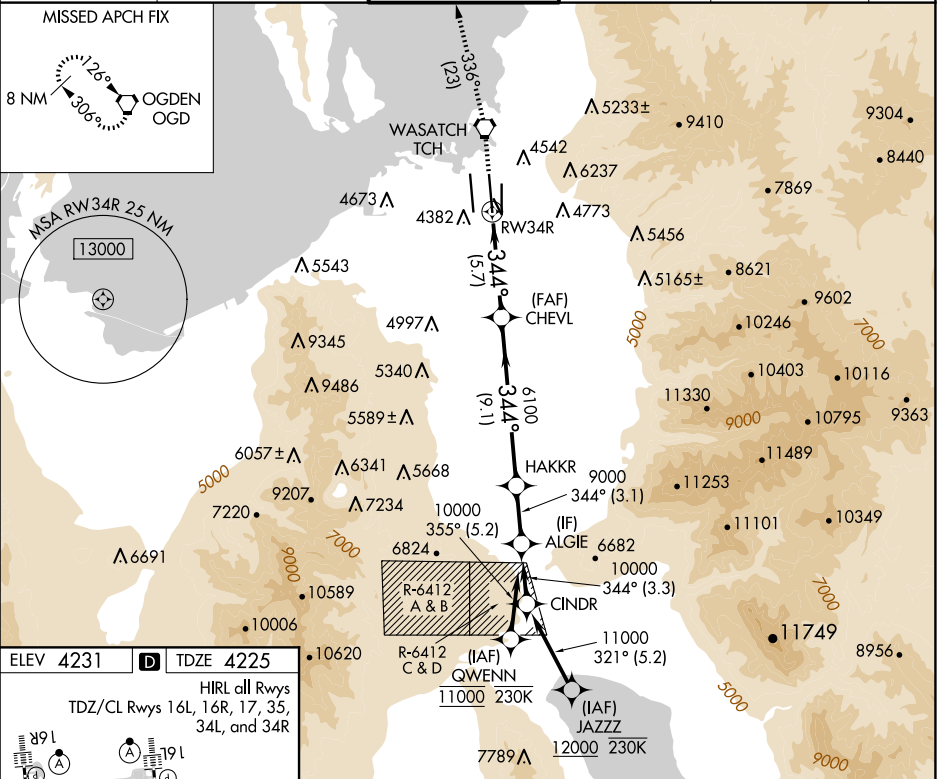 MISSED APCH FIX
126°
8 NM
306°
OGDEN
OGD
MSA RW34R 25 NM
13000
336°
(23)
WASATCH
TCH
5233±
9410
9304
4542
8440
6237
7869
4673
4382
4773
RW34R
5456
344°
(5.7)
5543
5165±
8621
(FAF)
CHEVL
9602
4997
5000
10246
7000
9345
5340
9486
344°
(9.1)
6100
10403
10116
11330
9363
5589±
9000
10795
6057±
6341
5668
HAKKR
11489
5000
9000
344° (3.1)
11253
9207
7234
10000
355° (5.2)
7220
(IF)
ALGIE
11101
10349
7000
6691
6824
6682
10000
344° (3.3)
9000
R-6412
A & B
7000
10589
CINDR
10006
R-6412
C & D
11000
321° (5.2)
11749
10620
8956
(IAF)
QWENN
11000 230K
(IAF)
JAZZZ
12000 230K
5000
7789
9000
ELEV 4231
D
TDZE 4225
HIRL all Rwys
TDZ/CL Rwys 16L, 16R, 17, 35,
34L, and 34R
16R
A
A
16L
P
P